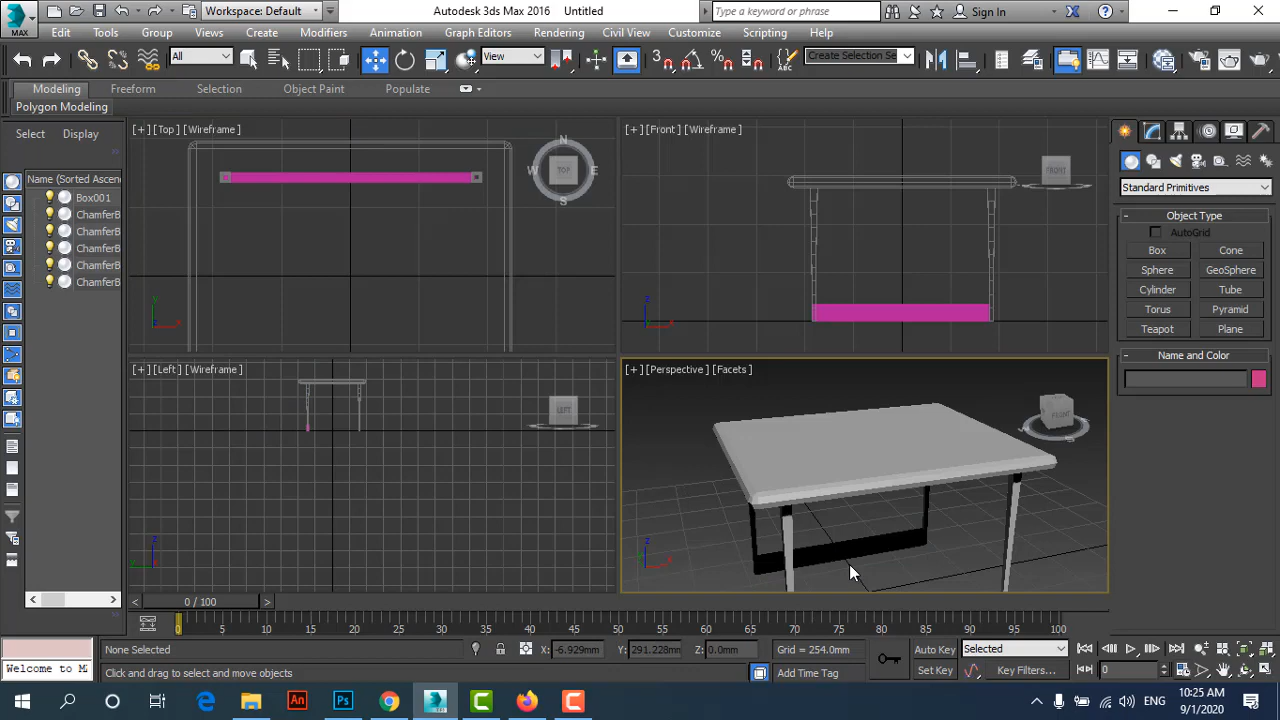 MAX
Workspace: Default
Autodesk 3ds Max 2016
Untitled
Type a keyword or phrase
Sign In
Edit Tools Group Views Create Modifiers Animation Graph Editors Rendering Civil View Customize Scripting Help
All
View
Create Selection Se
Modeling Freeform Selection Object Paint Populate
Polygon Modeling
Select Display
[+] [Top] [Wireframe ]
[+] [Front] [Wireframe ]
Name (Sorted Ascen
Box001
ChamferB
ChamferB
ChamferB
ChamferB
ChamferB
N
W TOP E
S
FRONT
z
x
y
x
Standard Primitives
- Object Type
AutoGrid
Box Cone
Sphere GeoSphere
Cylinder Tube
Torus Pyramid
Teapot Plane
- Name and Color
[+] [Left] [Wireframe ]
[+] [Perspective] [Facets ]
LEFT
FRONT
z
y
z
x
< 0 / 100 >
0 5 10 15 20 25 30 35 40 45 50 55 60 65 70 75 80 85 90 95 100
None Selected
X: -6.929mm Y: 291.228mm Z: 0.0mm
Grid = 254.0mm
Auto Key Selected
Welcome to M
Click and drag to select and move objects
Add Time Tag
Set Key Key Filters...
0
An
Ps
ENG
10:25 AM
9/1/2020